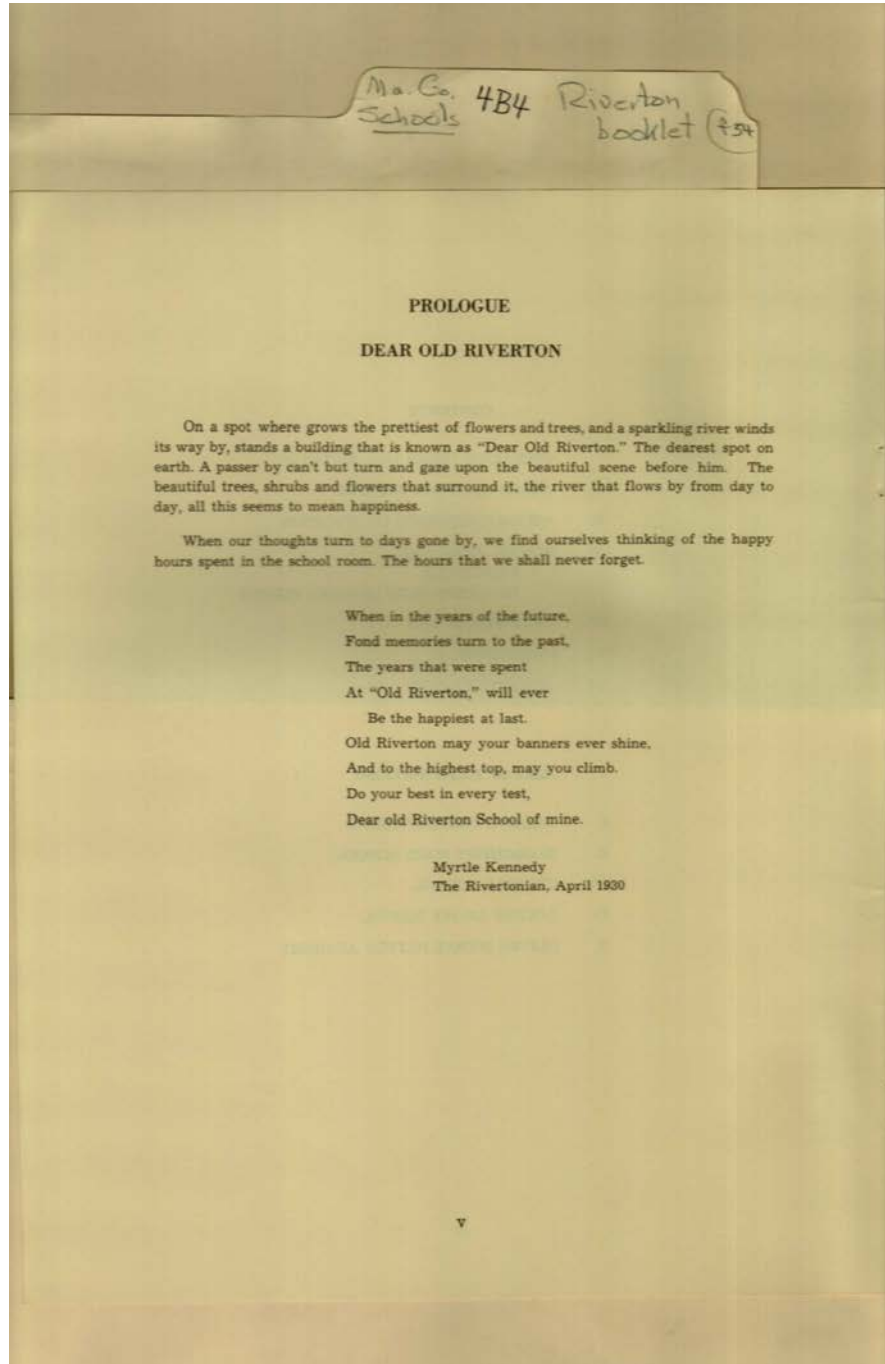 Ma. Co. 4B4 Riverton
Schools booklet
PROLOGUE
DEAR OLD RIVERTON
On a spot where grows the prettiest of flowers and trees, and a sparkling river winds
its way by, stands a building that is known as “Dear Old Riverton.” The dearest spot on
earth. A passer by can't but turn and gaze upon the beautiful scene before him. The
beautiful trees, shrubs and flowers that surround it, the river that flows by from day to
day, all this seems to mean happiness.
When our thoughts turn to days gone by, we find ourselves thinking of the happy
hours spent in the school room. The hours that we shall never forget.
When in the years of the future,
Fond memories turn to the past,
The years that were spent
At “Old Riverton,” will ever
Be the happiest at last.
Old Riverton may your banners ever shine,
And to the highest top, may you climb.
Do your best in every test,
Dear old Riverton School of mine.
Myrtle Kennedy
The Rivertonian, April 1930
V